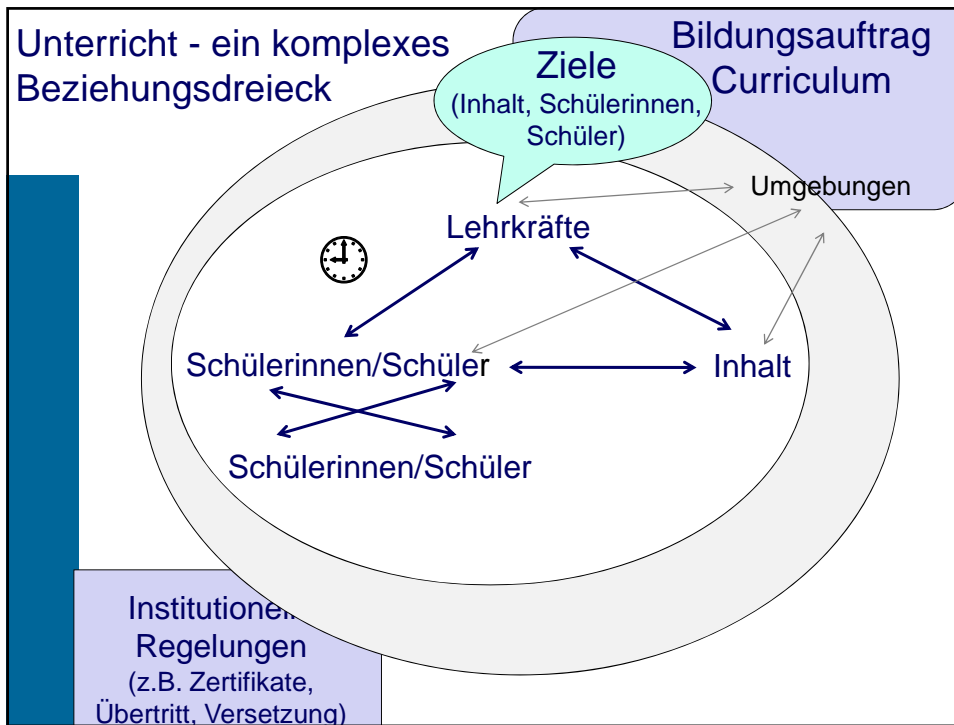 Unterricht - ein komplexes
Beziehungsdreieck
Bildungsauftrag
Curriculum
Ziele
(Inhalt, Schülerinnen,
Schüler)
Umgebungen
Lehrkräfte
Schülerinnen/Schüler
Inhalt
Schülerinnen/Schüler
Regelungen
(z.B. Zertifikate,
Übertritt, Versetzung)